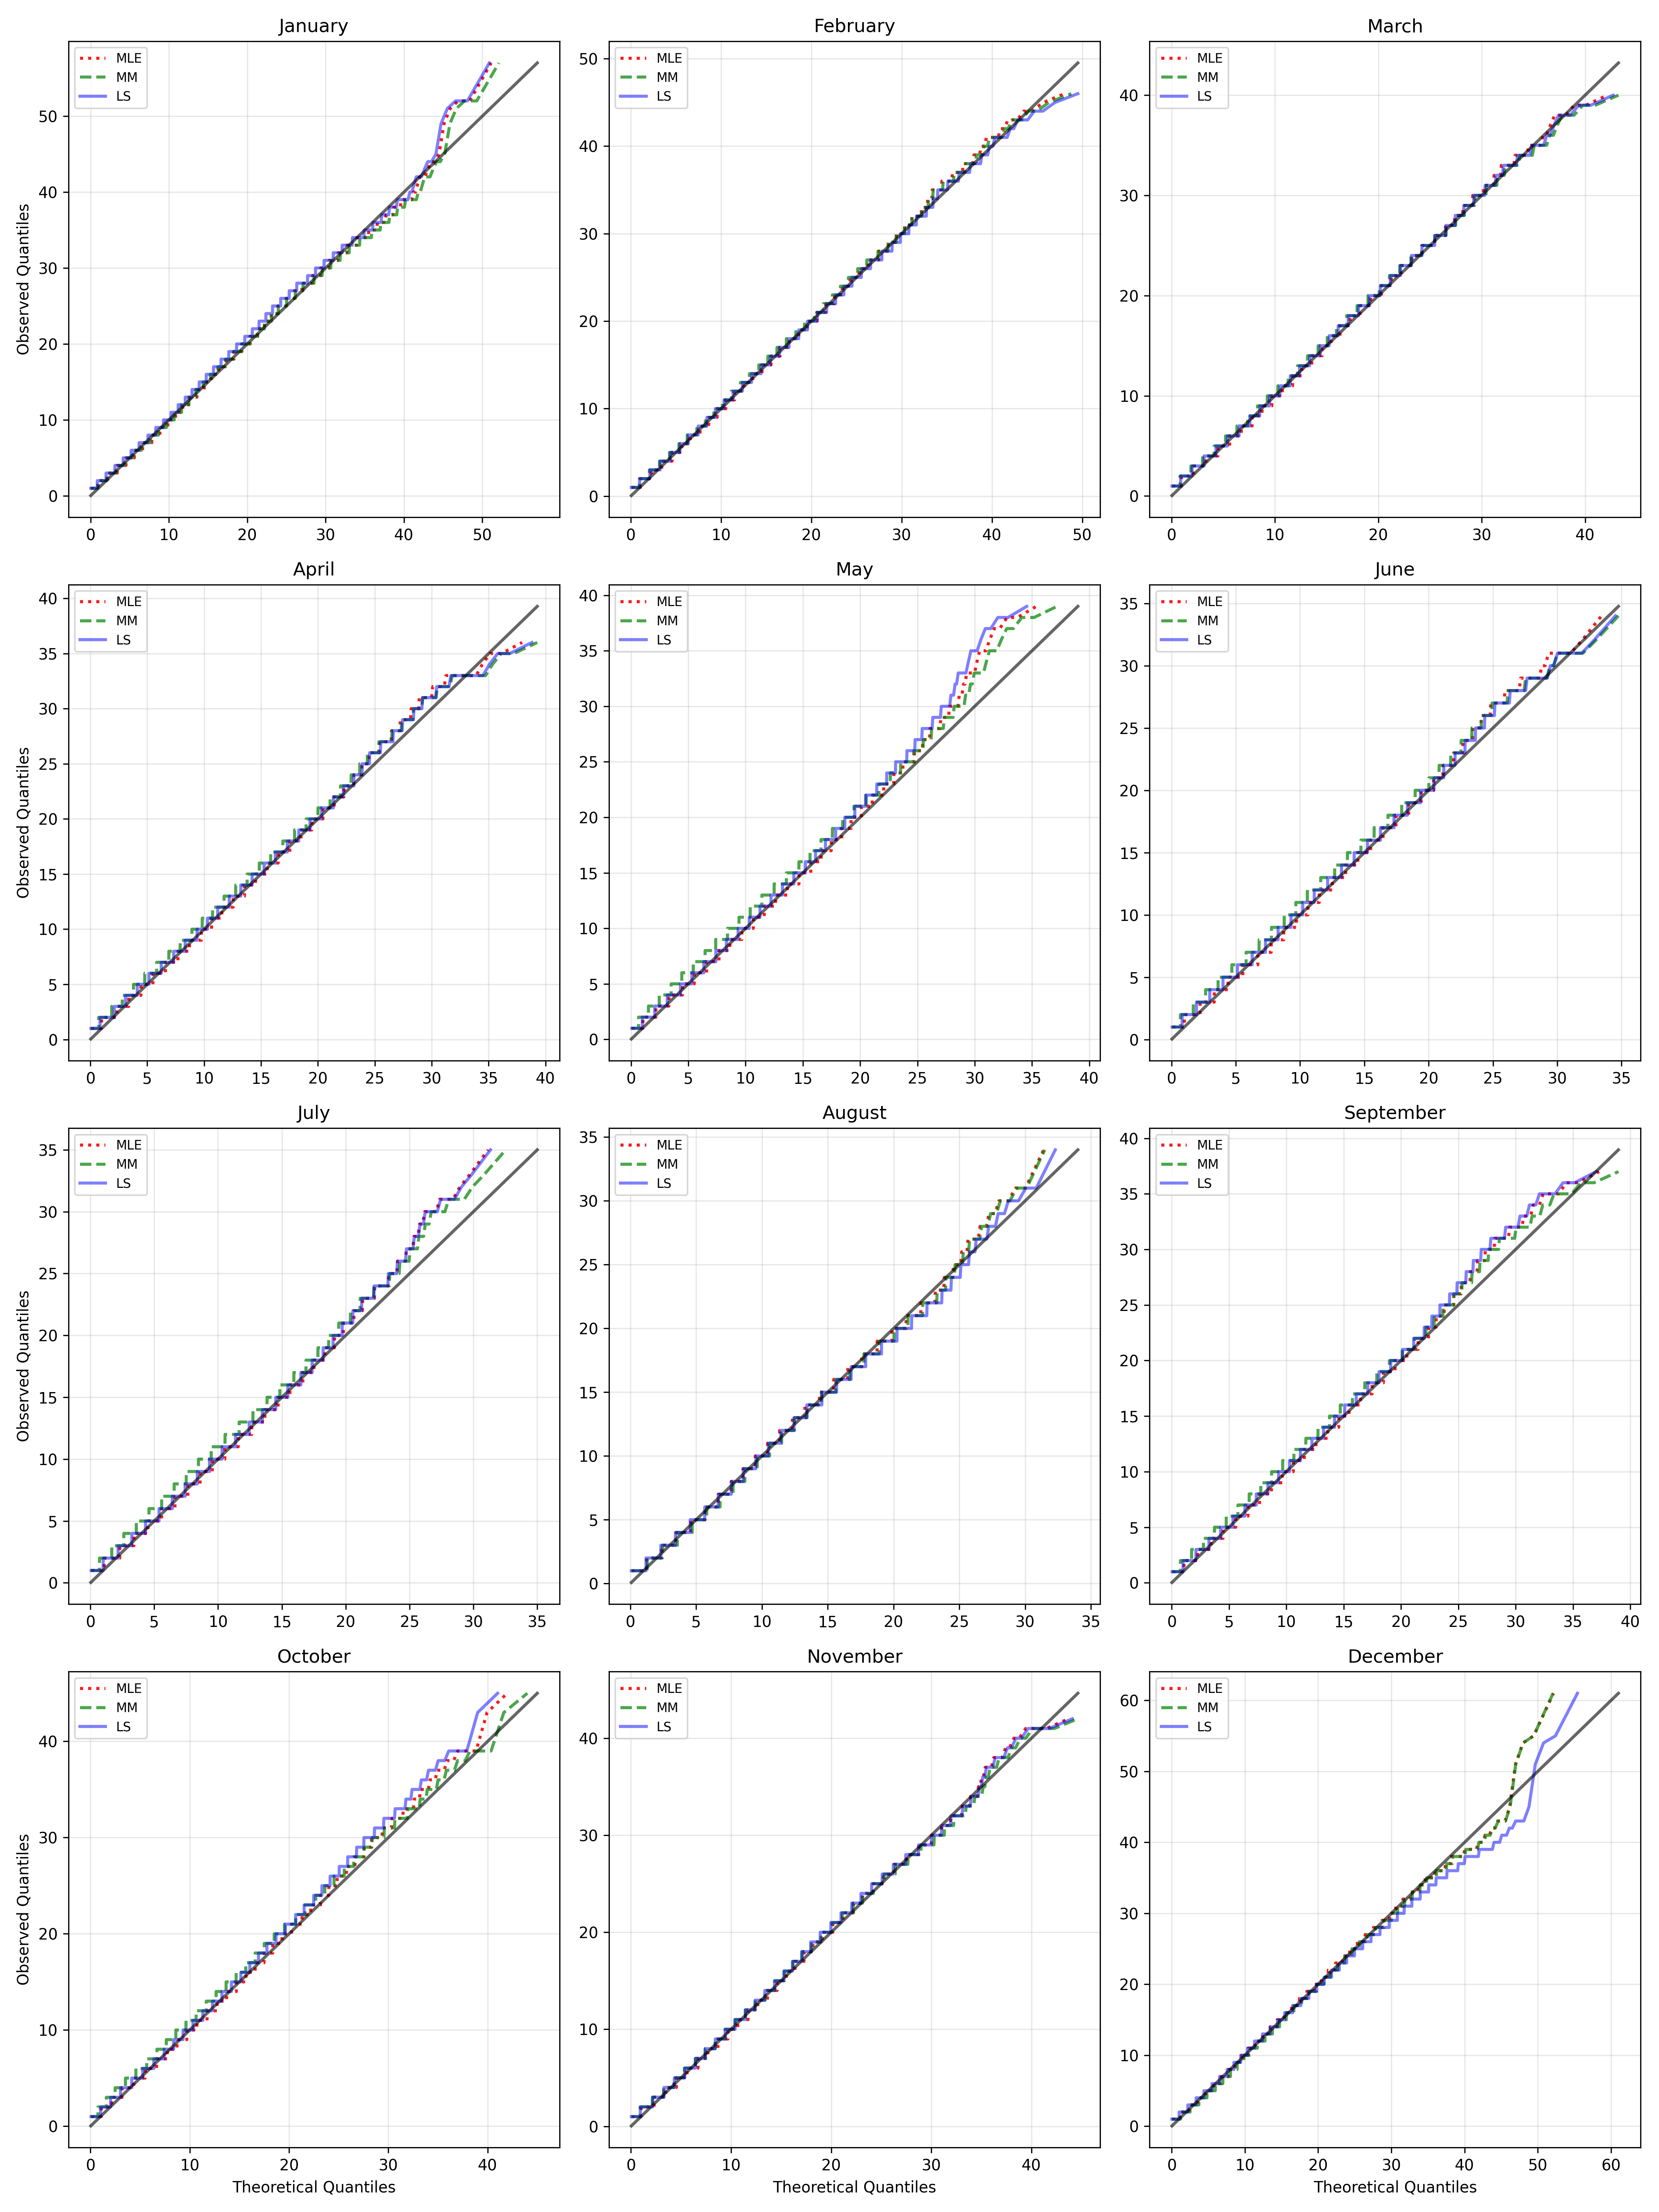 January
February
March
MLE
MM
LS
MLE
MM
LS
MLE
MM
LS
Observed Quantiles
50
40
30
20
10
0
50
40
30
20
10
0
40
30
20
10
0
0 10 20 30 40 50
0 10 20 30 40 50
0 10 20 30 40
April
May
June
MLE
MM
LS
MLE
MM
LS
MLE
MM
LS
Observed Quantiles
40
35
30
25
20
15
10
5
0
40
35
30
25
20
15
10
5
0
35
30
25
20
15
10
5
0
0 5 10 15 20 25 30 35 40
0 5 10 15 20 25 30 35 40
0 5 10 15 20 25 30 35
July
August
September
MLE
MM
LS
MLE
MM
LS
MLE
MM
LS
Observed Quantiles
35
30
25
20
15
10
5
0
35
30
25
20
15
10
5
0
40
35
30
25
20
15
10
5
0
0 5 10 15 20 25 30 35
0 5 10 15 20 25 30 35
0 5 10 15 20 25 30 35 40
October
November
December
MLE
MM
LS
MLE
MM
LS
MLE
MM
LS
Observed Quantiles
40
30
20
10
0
40
30
20
10
0
60
50
40
30
20
10
0
0 10 20 30 40
0 10 20 30 40
0 10 20 30 40 50 60
Theoretical Quantiles
Theoretical Quantiles
Theoretical Quantiles